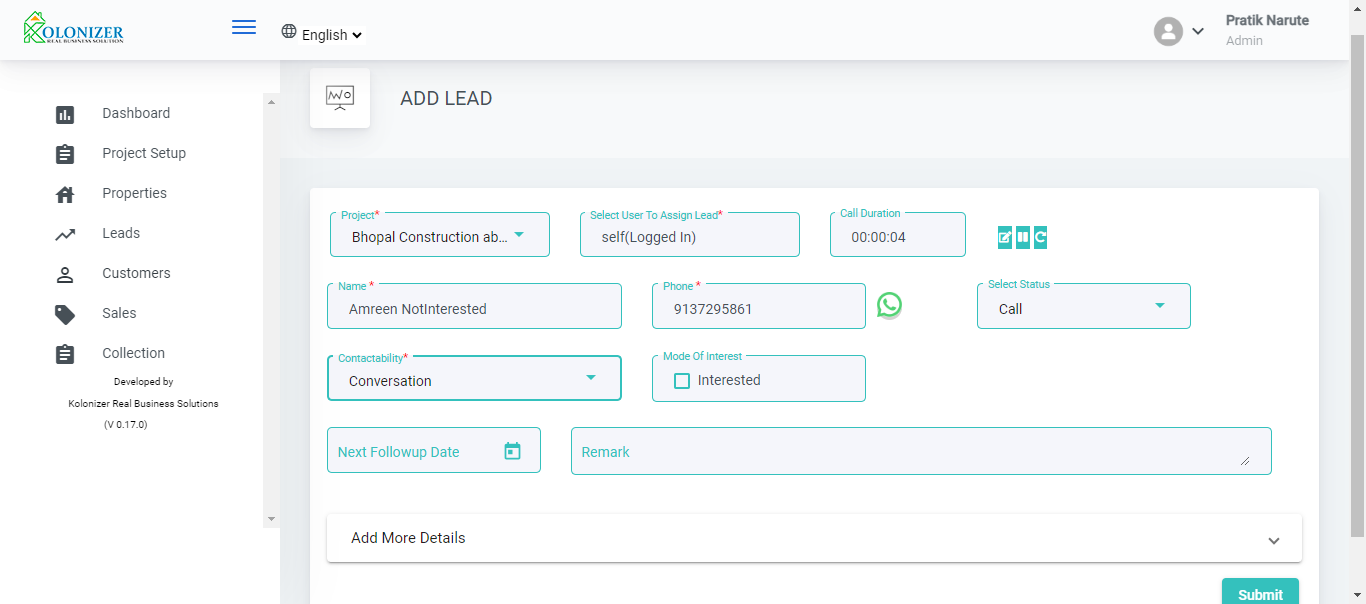 KOLONIZER
REAL BUSINESS SOLUTION
English
Pratik Narute
Admin
Dashboard
Project Setup
Properties
Leads
Customers
Sales
Collection
Developed by
Kolonizer Real Business Solutions
(V 0.17.0)
ADD LEAD
Project*
Bhopal Construction ab...
Select User To Assign Lead*
self(Logged In)
Call Duration
00:00:04
Name *
Amreen NotInterested
Phone *
9137295861
Select Status
Call
Contactability*
Conversation
Mode Of Interest
Interested
Next Followup Date
Remark
Add More Details
Submit